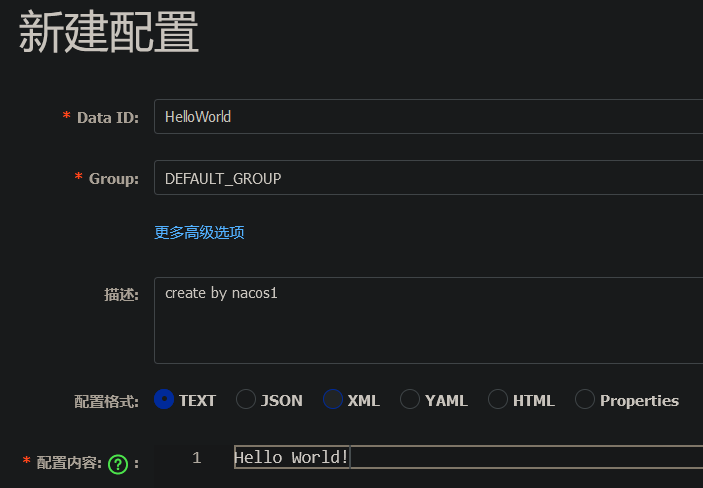 新建配置
* Data ID: HelloWorld
* Group: DEFAULT_GROUP
更多高级选项
描述: create by nacos1
配置格式: TEXT JSON XML YAML HTML Properties
* 配置内容: ? : 1 Hello World!